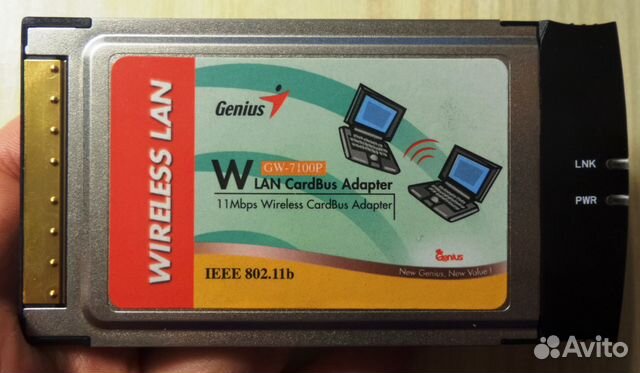 WIRELESS LAN
Genius
GW-7100P
W LAN CardBus Adapter
11Mbps Wireless CardBus Adapter
IEEE 802.11b
Genius
New Genius, New Value !
LNK
PWR
Avito